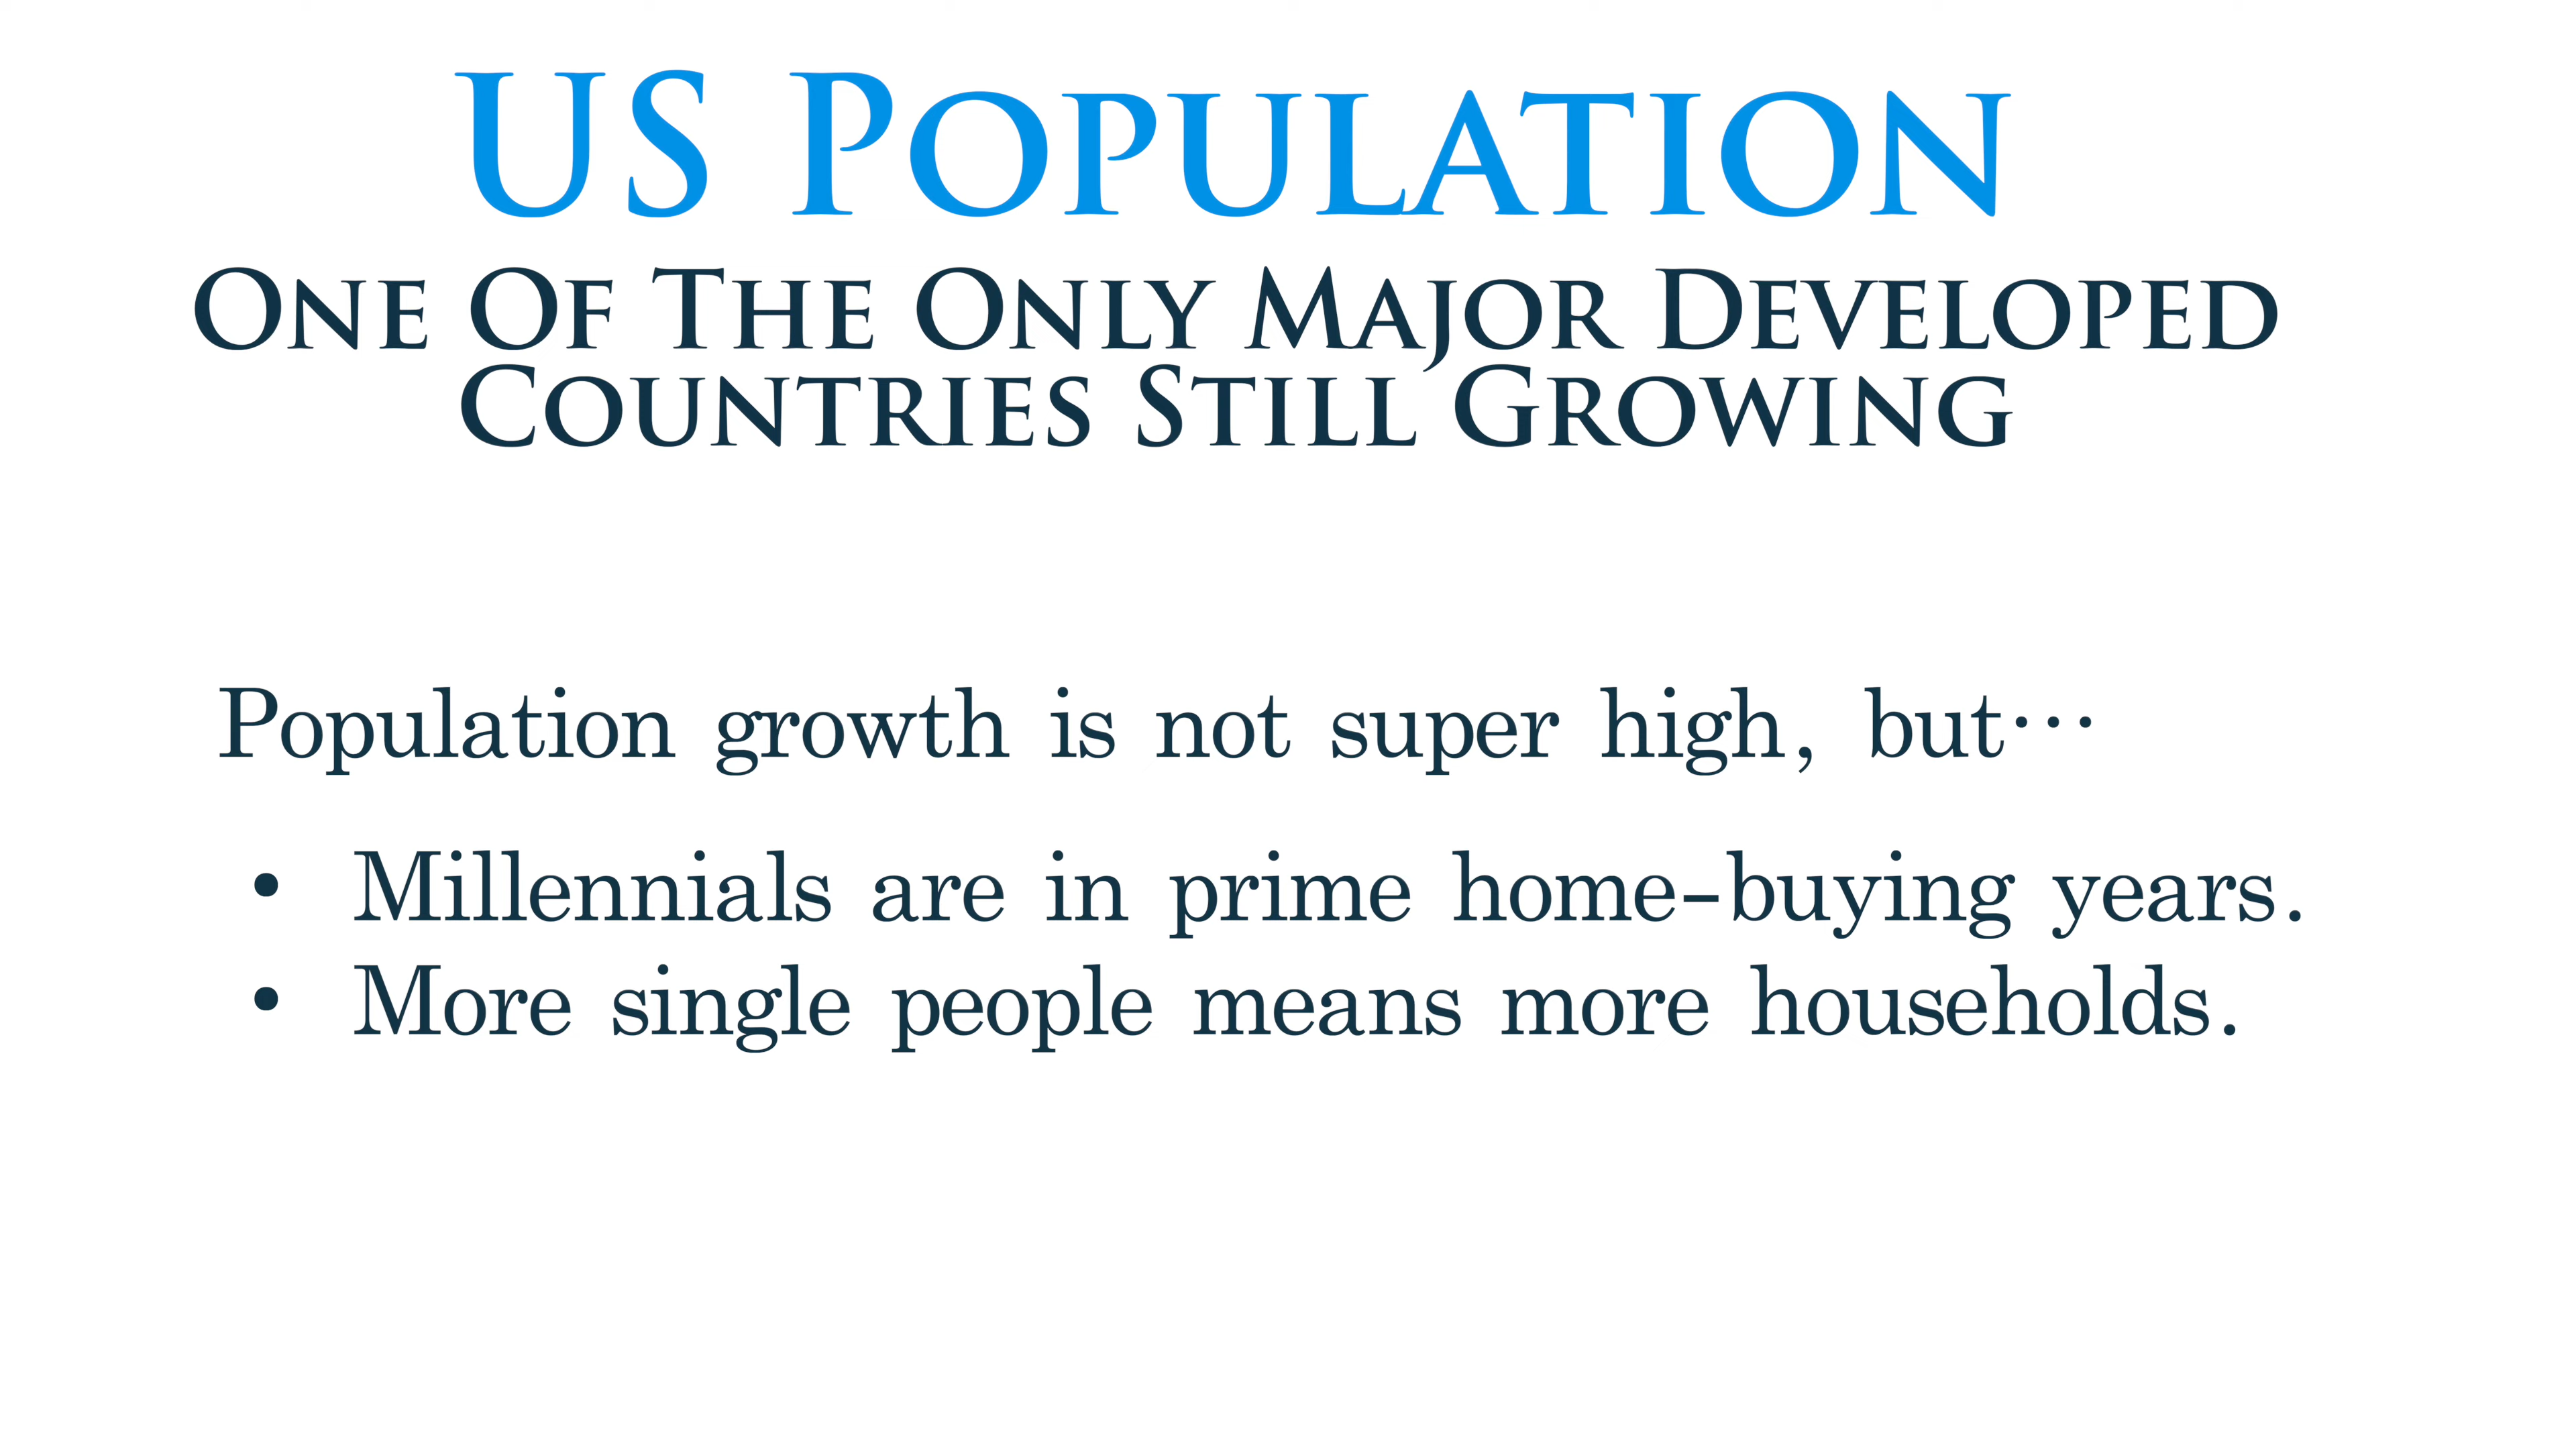 US Population
One Of The Only Major Developed
Countries Still Growing
Population growth is not super high, but…
• Millennials are in prime home-buying years.
• More single people means more households.